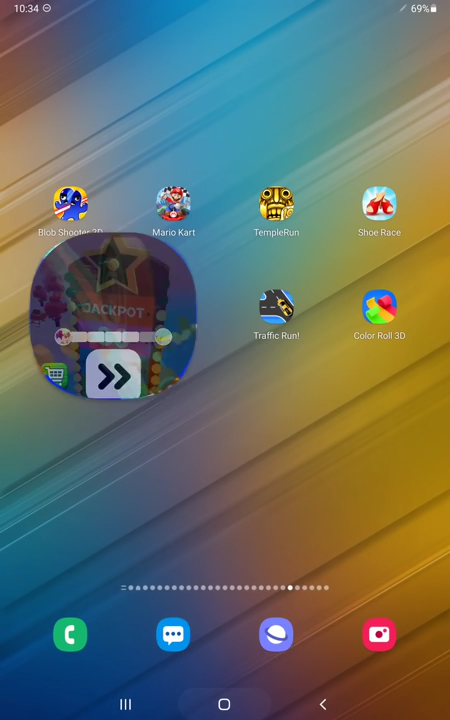 10:34
69%
Blob Shooter 3D
Mario Kart
TempleRun
Shoe Race
JACKPOT
Traffic Run!
Color Roll 3D